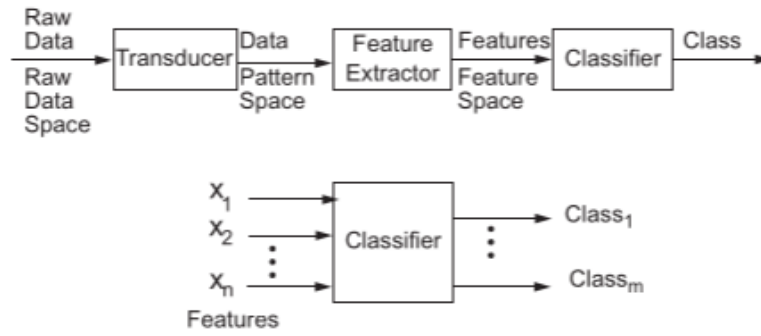 Raw
Data
Raw
Data
Space
Transducer
Data
Pattern
Space
Feature
Extractor
Features
Feature
Space
Classifier
Class
X1
X2
Xn
Features
Classifier
Class1
Classm